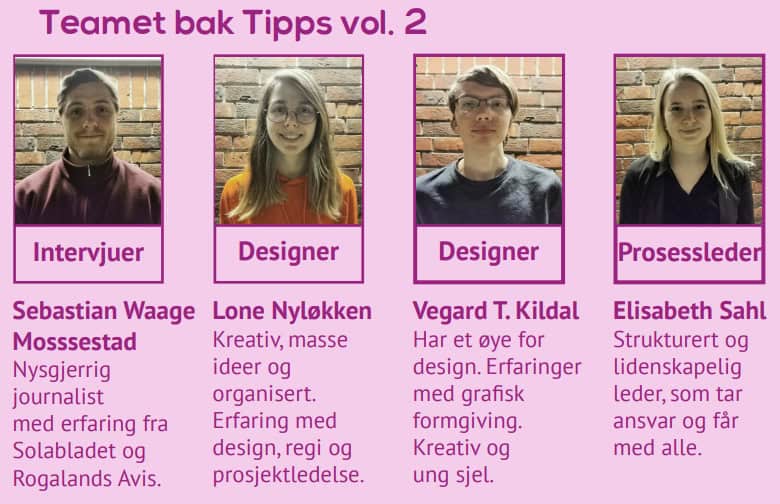 Teamet bak Tipps vol. 2
Intervjuer
Designer
Designer
Prosessleder
Sebastian Waage
Mosssestad
Nysgjerrig
journalist
med erfaring fra
Solabladet og
Rogalands Avis.
Lone Nyløkken
Kreativ, masse
ideer og
organisert.
Erfaring med
design, regi og
prosjektledelse.
Vegard T. Kildal
Har et øye for
design. Erfaringer
med grafisk
formgiving.
Kreativ og
ung sjel.
Elisabeth Sahl
Strukturert og
lidenskapelig
leder, som tar
ansvar og får
med alle.